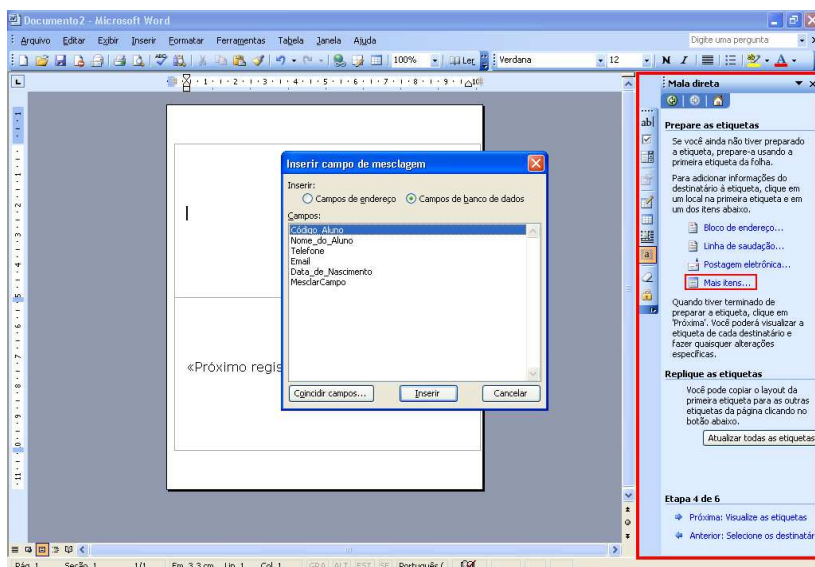 Documento2 - Microsoft Word
Arquivo Editar Exibir Inserir Formatar Ferramentas Tabela Janela Ajuda
Digite uma pergunta
100% Ler Verdana 12 N I
Mala direta
Prepare as etiquetas
Se você ainda não tiver preparado
a etiqueta, prepare-a usando a
primeira etiqueta da folha.
Para adicionar informações do
destinatário à etiqueta, clique em
um local na primeira etiqueta e em
um dos itens abaixo.
Bloco de endereço...
Linha de saudação...
Postagem eletrônica...
Mais itens...
Quando tiver terminado de
preparar a etiqueta, clique em
'Próxima'. Você poderá visualizar a
etiqueta de cada destinatário e
fazer quaisquer alterações
específicas.
Replique as etiquetas
Você pode copiar o layout da
primeira etiqueta para as outras
etiquetas da página clicando no
botão abaixo.
Atualizar todas as etiquetas
Etapa 4 de 6
Próxima: Visualize as etiquetas
Anterior: Selecione os destinatár
Inserir campo de mesclagem
Inserir:
Campos de endereço Campos de banco de dados
Campos:
Código_Aluno
Nome_do_Aluno
Telefone
Email
Data_de_Nascimento
MesclarCampo
Coincidir campos... Inserir Cancelar
«Próximo regis
Pág. 1 Seção 1 1/1 Em 3,3 cm Lin 1 Col 1 GRA ALT EST SE Português (